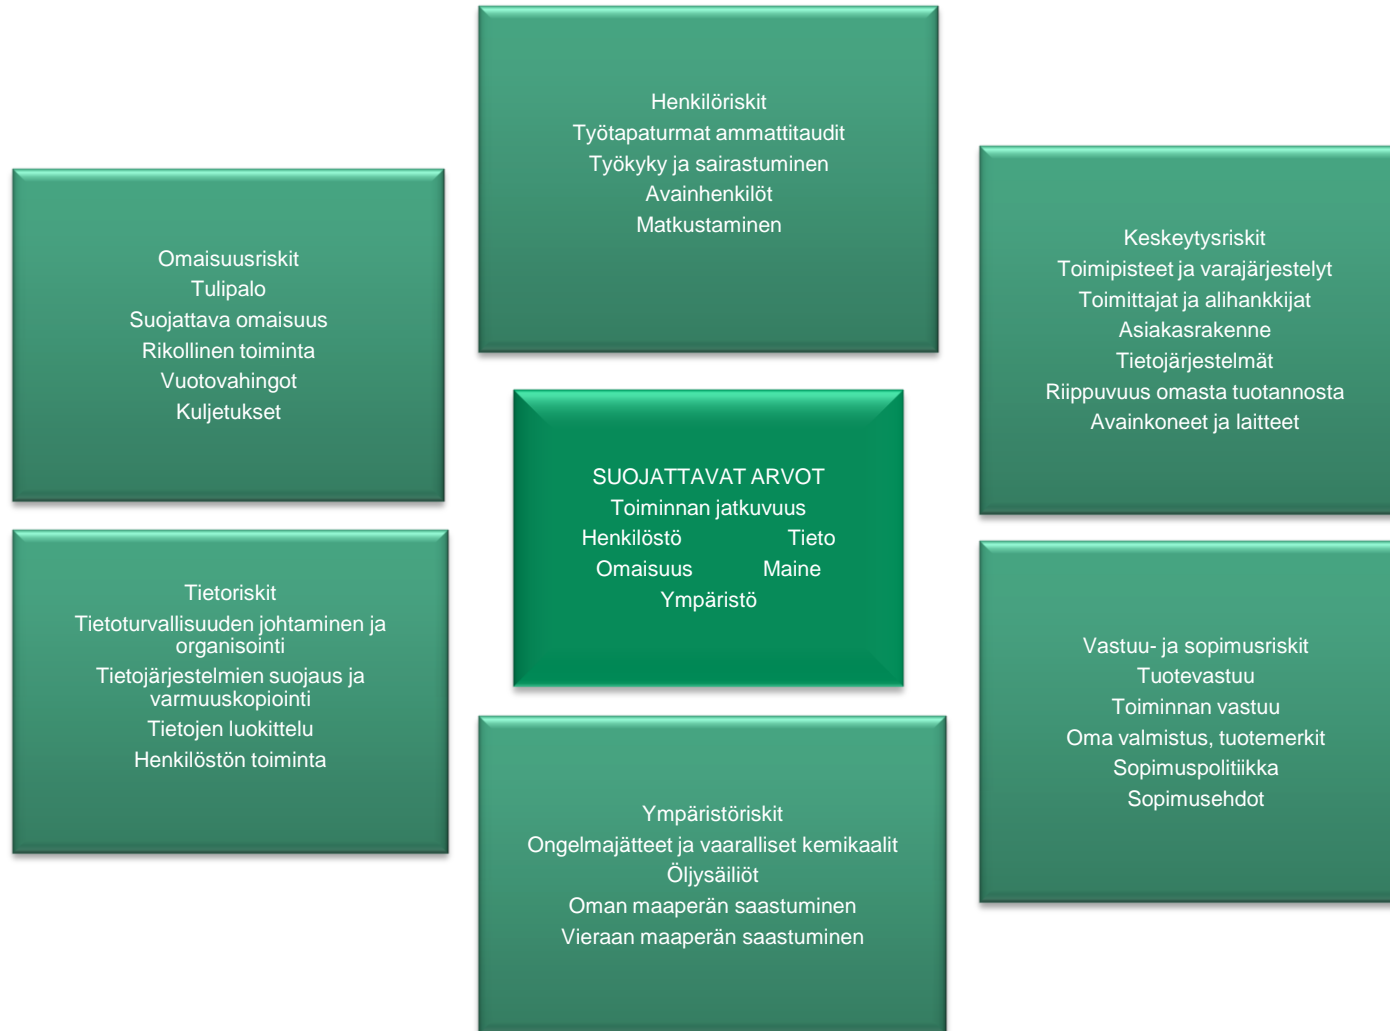 Henkilöriskit
Työtapaturmat ammattitaudit
Työkyky ja sairastuminen
Avainhenkilöt
Matkustaminen
Omaisuusriskit
Tulipalo
Suojattava omaisuus
Rikollinen toiminta
Vuotovahingot
Kuljetukset
Keskeytysriskit
Toimipisteet ja varajärjestelyt
Toimittajat ja alihankkijat
Asiakasrakenne
Tietojärjestelmät
Riippuvuus omasta tuotannosta
Avainkoneet ja laitteet
SUOJATTAVAT ARVOT
Toiminnan jatkuvuus
Henkilöstö Tieto
Omaisuus Maine
Ympäristö
Tietoriskit
Tietoturvallisuuden johtaminen ja
organisointi
Tietojärjestelmien suojaus ja
varmuuskopiointi
Tietojen luokittelu
Henkilöstön toiminta
Vastuu- ja sopimusriskit
Tuotevastuu
Toiminnan vastuu
Oma valmistus, tuotemerkit
Sopimuspolitiikka
Sopimusehdot
Ympäristöriskit
Ongelmajätteet ja vaaralliset kemikaalit
Öljysäiliöt
Oman maaperän saastuminen
Vieraan maaperän saastuminen